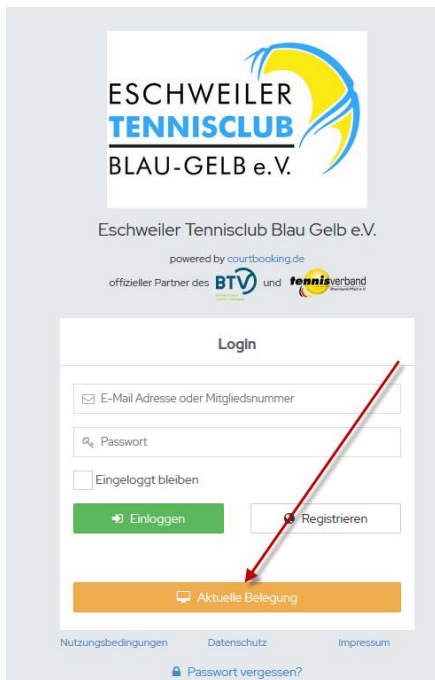 ESCHWEILER
TENNISCLUB
BLAU-GELB e.V.
Eschweiler Tennisclub Blau Gelb e.V.
powered by courtbooking.de
offizieller Partner des BTV und tennisverband
Login
E-Mail Adresse oder Mitgliedsnummer
Passwort
Eingeloggt bleiben
Einloggen
Registrieren
Aktuelle Belegung
Nutzungsbedingungen Datenschutz Impressum
Passwort vergessen?